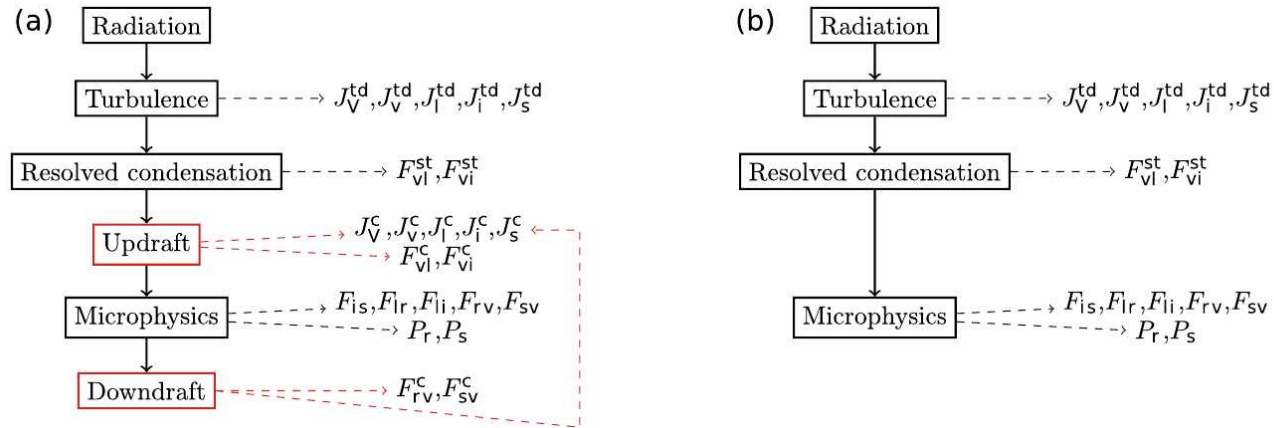 (a)
Radiation
Turbulence
J_V^td, J_v^td, J_l^td, J_i^td, J_s^td
Resolved condensation
F_vl^st, F_vi^st
Updraft
J_V^c, J_v^c, J_l^c, J_i^c, J_s^c
F_vl^c, F_vi^c
Microphysics
F_is, F_lr, F_li, F_rv, F_sv
P_r, P_s
Downdraft
F_rv^c, F_sv^c
(b)
Radiation
Turbulence
J_V^td, J_v^td, J_l^td, J_i^td, J_s^td
Resolved condensation
F_vl^st, F_vi^st
Microphysics
F_is, F_lr, F_li, F_rv, F_sv
P_r, P_s